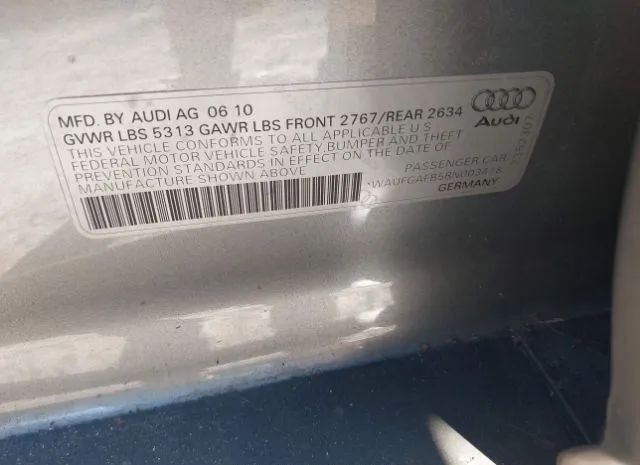 MFD. BY AUDI AG 06 10
GVWR LBS 5313 GAWR LBS FRONT 2767/REAR 2634
THIS VEHICLE CONFORMS TO ALL APPLICABLE U S
FEDERAL MOTOR VEHICLE SAFETY,BUMPER AND THEFT
PREVENTION STANDARDS IN EFFECT ON THE DATE OF
MANUFACTURE SHOWN ABOVE
Audi
PASSENGER CAR
GERMANY